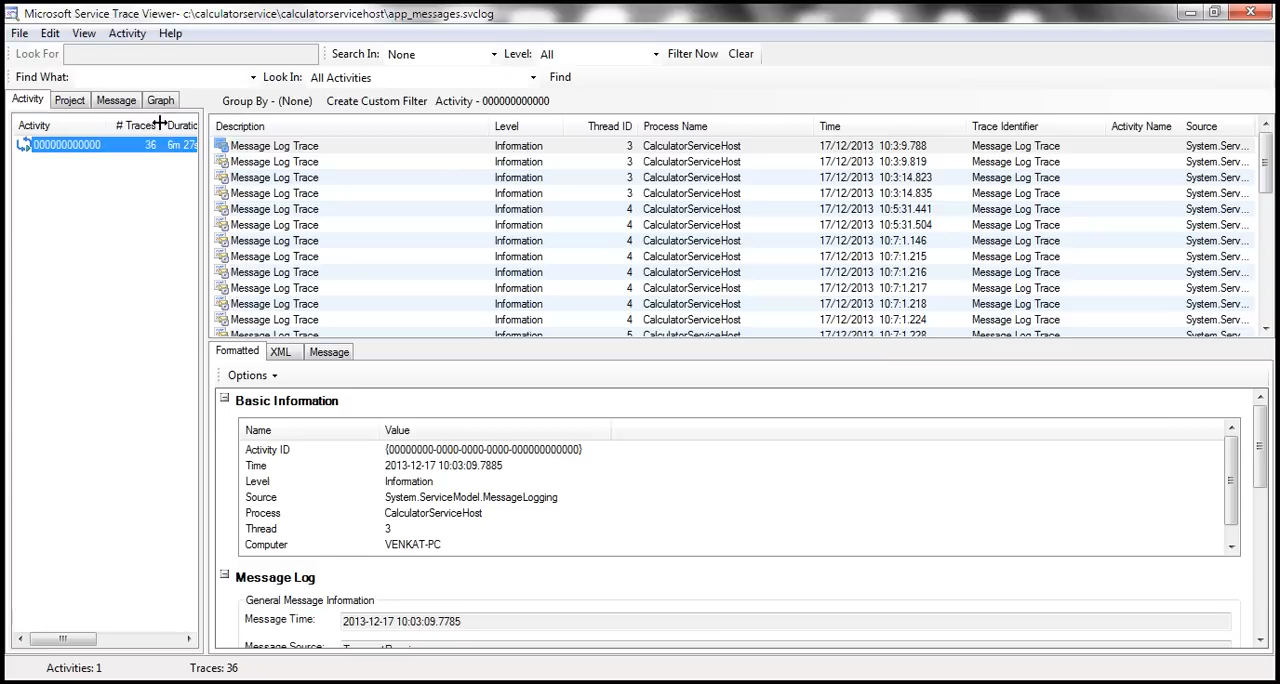 Microsoft Service Trace Viewer- c:\calculatorservice\calculatorservicehost\app_messages.svclog
File Edit View Activity Help
Look For Search In: None Level: All Filter Now Clear
Find What: Look In: All Activities Find
Activity Project Message Graph
Group By - (None) Create Custom Filter Activity - 000000000000
Activity # Traces Duratic
000000000000 36 6m 27s
Description Level Thread ID Process Name Time Trace Identifier Activity Name Source
Message Log Trace Information 3 CalculatorServiceHost 17/12/2013 10:3:9.788 Message Log Trace System.Serv...
Message Log Trace Information 3 CalculatorServiceHost 17/12/2013 10:3:9.819 Message Log Trace System.Serv...
Message Log Trace Information 3 CalculatorServiceHost 17/12/2013 10:3:14.823 Message Log Trace System.Serv...
Message Log Trace Information 3 CalculatorServiceHost 17/12/2013 10:3:14.835 Message Log Trace System.Serv...
Message Log Trace Information 4 CalculatorServiceHost 17/12/2013 10:5:31.441 Message Log Trace System.Serv...
Message Log Trace Information 4 CalculatorServiceHost 17/12/2013 10:5:31.504 Message Log Trace System.Serv...
Message Log Trace Information 4 CalculatorServiceHost 17/12/2013 10:7:1.146 Message Log Trace System.Serv...
Message Log Trace Information 4 CalculatorServiceHost 17/12/2013 10:7:1.215 Message Log Trace System.Serv...
Message Log Trace Information 4 CalculatorServiceHost 17/12/2013 10:7:1.216 Message Log Trace System.Serv...
Message Log Trace Information 4 CalculatorServiceHost 17/12/2013 10:7:1.217 Message Log Trace System.Serv...
Message Log Trace Information 4 CalculatorServiceHost 17/12/2013 10:7:1.218 Message Log Trace System.Serv...
Message Log Trace Information 4 CalculatorServiceHost 17/12/2013 10:7:1.224 Message Log Trace System.Serv...
Message Log Trace Information 5 CalculatorServiceHost 17/12/2013 10:7:1.228 Message Log Trace System.Serv...
Formatted XML Message
Options
Basic Information
Name Value
Activity ID {00000000-0000-0000-0000-000000000000}
Time 2013-12-17 10:03:09.7885
Level Information
Source System.ServiceModel.MessageLogging
Process CalculatorServiceHost
Thread 3
Computer VENKAT-PC
Message Log
General Message Information
Message Time: 2013-12-17 10:03:09.7785
Message Source:
Activities: 1 Traces: 36